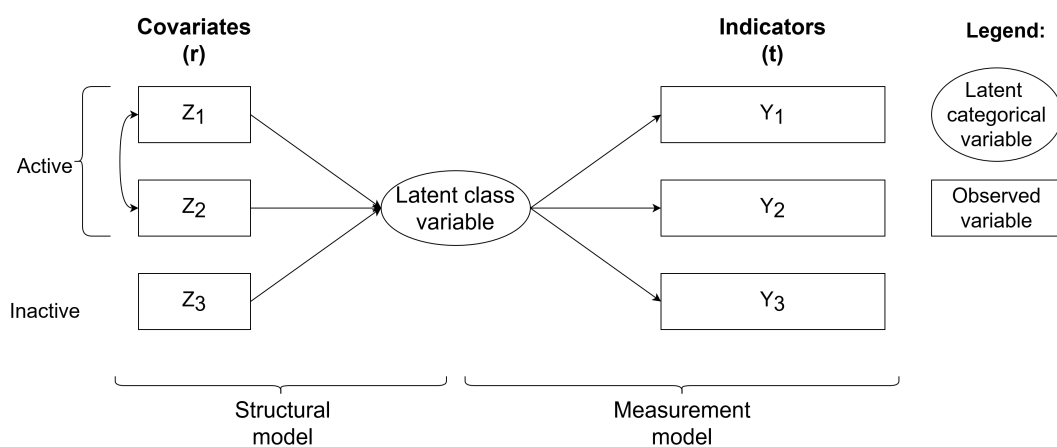 Covariates
(r)
Indicators
(t)
Legend:
Active
Z1
Y1
Latent
categorical
variable
Z2
Latent class
variable
Y2
Observed
variable
Inactive
Z3
Y3
Structural
model
Measurement
model